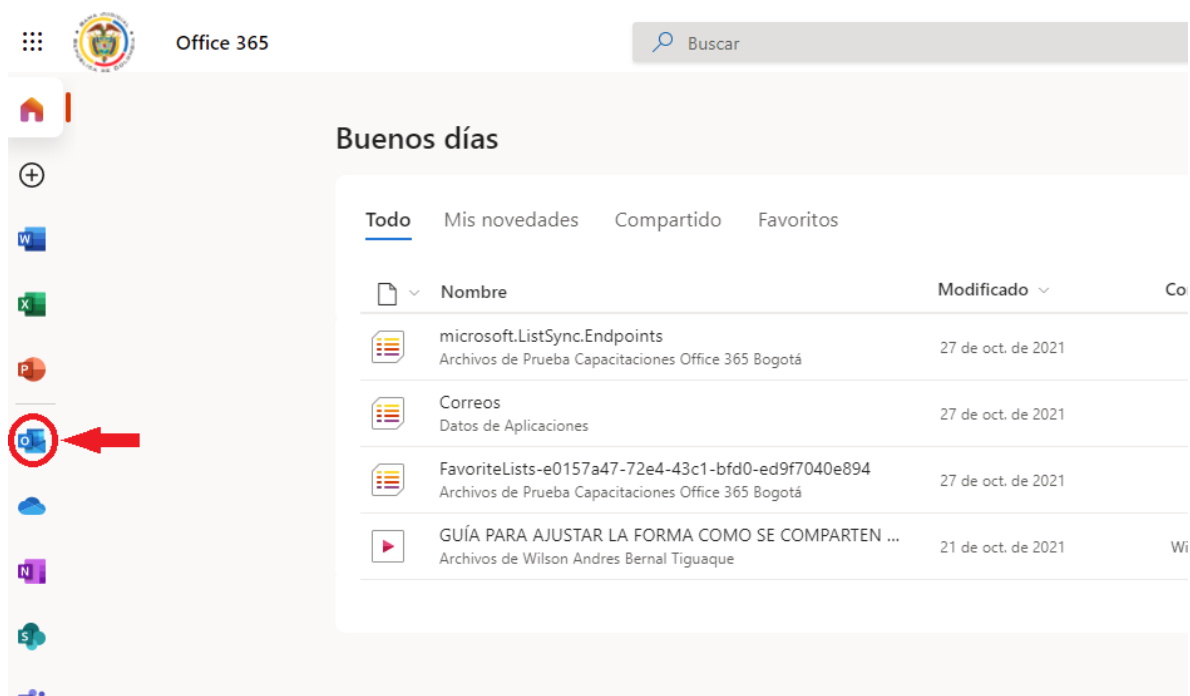 Office 365
Buscar
Buenos días
Todo Mis novedades Compartido Favoritos
Nombre Modificado
microsoft.ListSync.Endpoints
Archivos de Prueba Capacitaciones Office 365 Bogotá
27 de oct. de 2021
Correos
Datos de Aplicaciones
27 de oct. de 2021
FavoriteLists-e0157a47-72e4-43c1-bfd0-ed9f7040e894
Archivos de Prueba Capacitaciones Office 365 Bogotá
27 de oct. de 2021
GUÍA PARA AJUSTAR LA FORMA COMO SE COMPARTEN ...
Archivos de Wilson Andres Bernal Tiguaque
21 de oct. de 2021